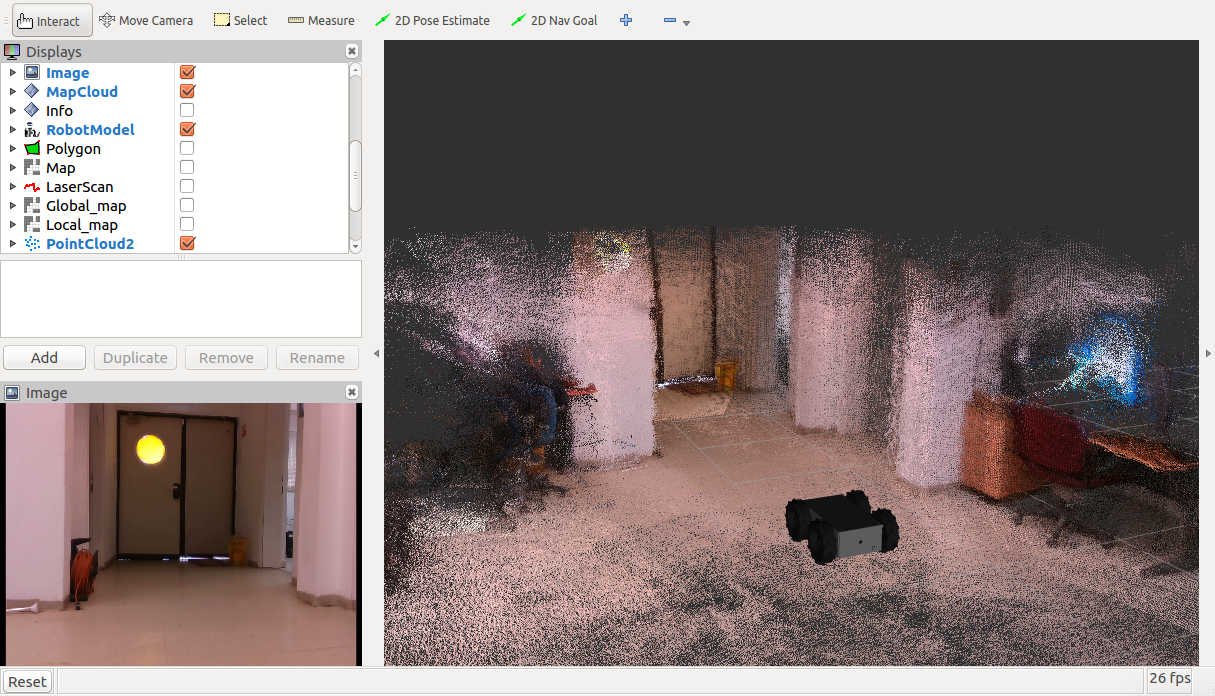 Interact Move Camera Select Measure 2D Pose Estimate 2D Nav Goal
Displays
Image
MapCloud
Info
RobotModel
Polygon
Map
LaserScan
Global_map
Local_map
PointCloud2
Add Duplicate Remove Rename
Image
Reset
26 fps